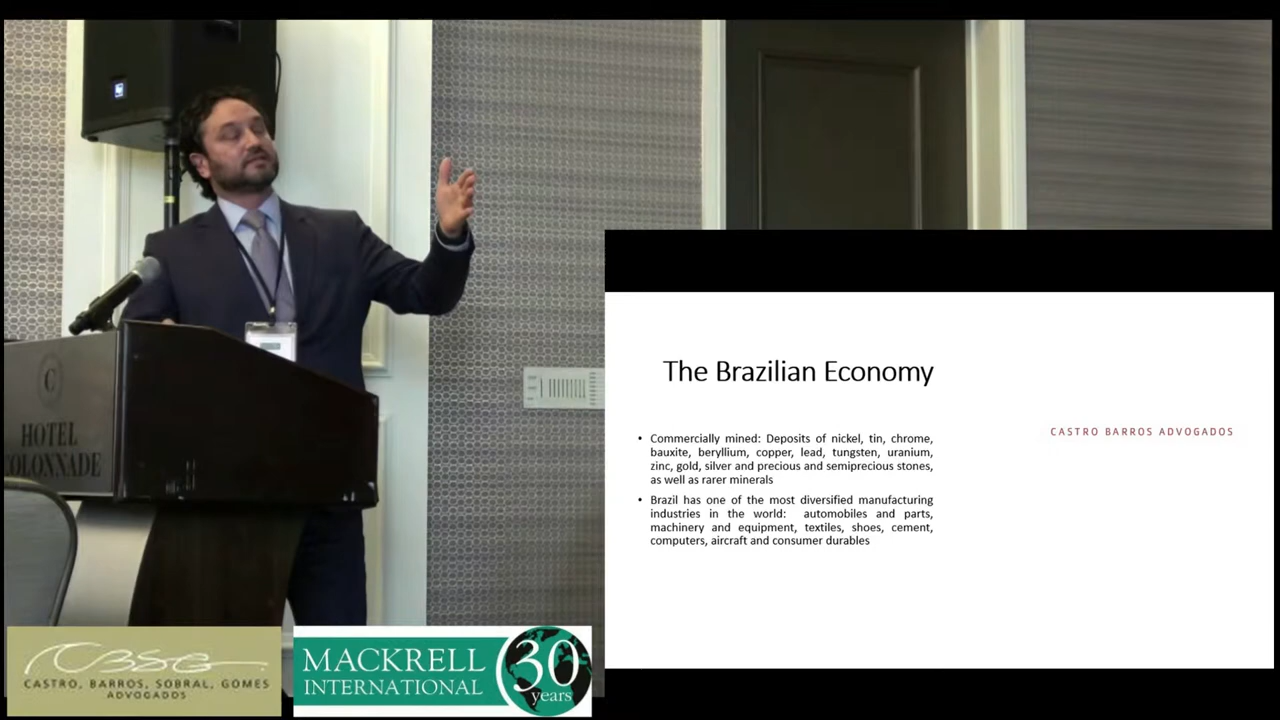 C
HOTEL
COLONNADE
The Brazilian Economy
• Commercially mined: Deposits of nickel, tin, chrome,
bauxite, beryllium, copper, lead, tungsten, uranium,
zinc, gold, silver and precious and semiprecious stones,
as well as rarer minerals
• Brazil has one of the most diversified manufacturing
industries in the world: automobiles and parts,
machinery and equipment, textiles, shoes, cement,
computers, aircraft and consumer durables
CASTRO BARROS ADVOGADOS
CBSG
CASTRO, BARROS, SOBRAL, GOMES
ADVOGADOS
MACKRELL
INTERNATIONAL
30
years